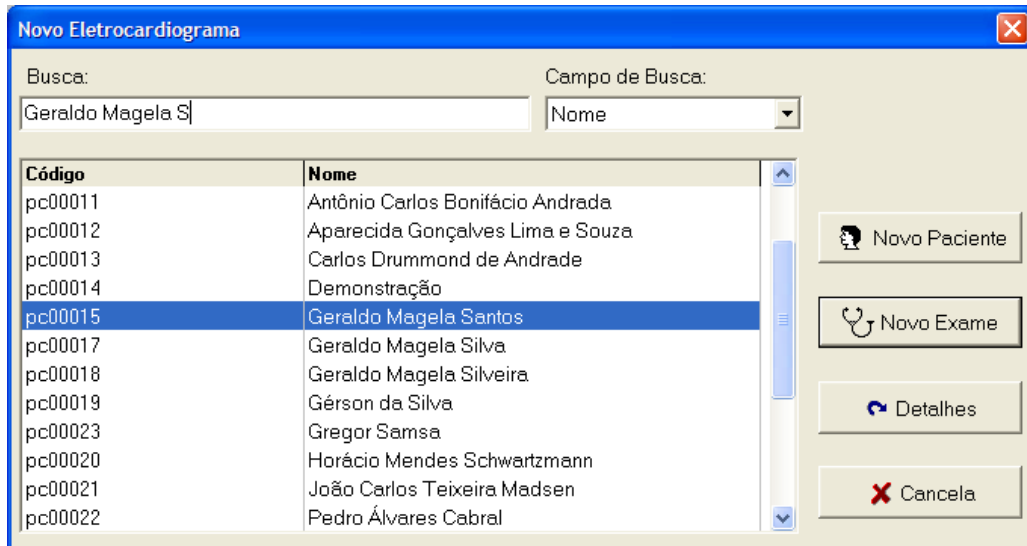 Novo Eletrocardiograma
Busca: Campo de Busca:
Geraldo Magela S Nome
Código Nome
pc00011 Antônio Carlos Bonifácio Andrada
pc00012 Aparecida Gonçalves Lima e Souza
pc00013 Carlos Drummond de Andrade
pc00014 Demonstração
pc00015 Geraldo Magela Santos
pc00017 Geraldo Magela Silva
pc00018 Geraldo Magela Silveira
pc00019 Gérson da Silva
pc00023 Gregor Samsa
pc00020 Horácio Mendes Schwartzmann
pc00021 João Carlos Teixeira Madsen
pc00022 Pedro Álvares Cabral
Novo Paciente
Novo Exame
Detalhes
Cancela